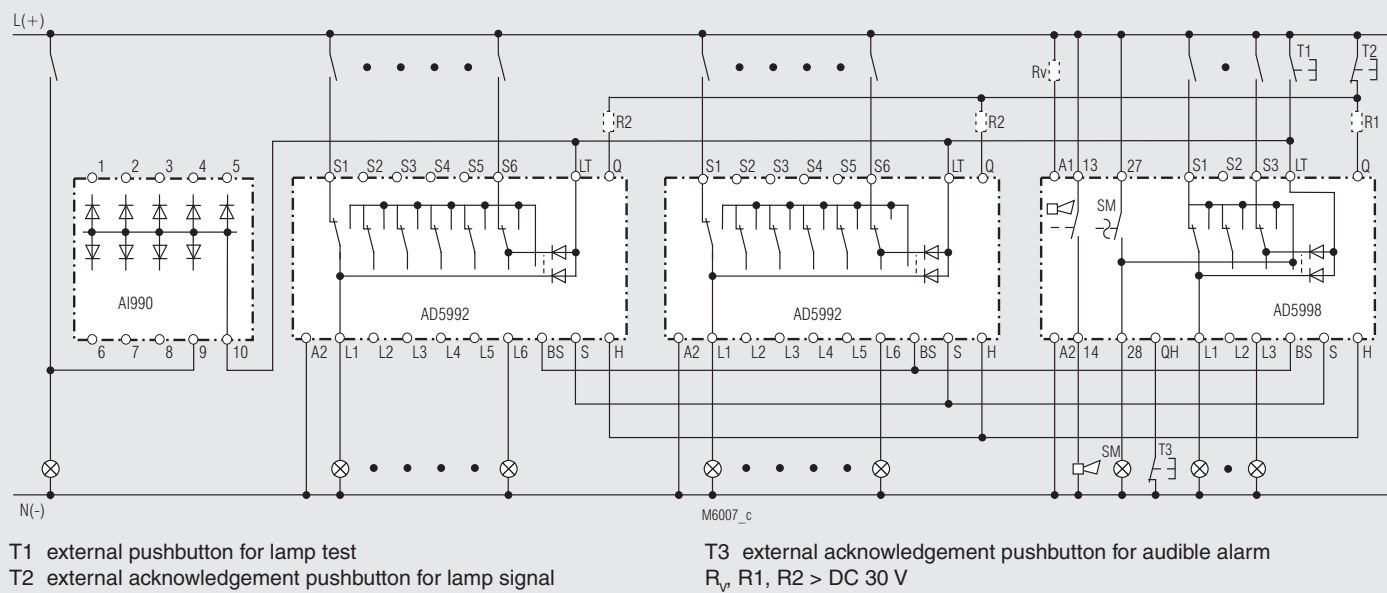 L(+)
T1 T2
Rv
R2 R2 R1
1 2 3 4 5 S1 S2 S3 S4 S5 S6 LT Q S1 S2 S3 S4 S5 S6 LT Q A1 13 27 S1 S2 S3 LT Q
SM
AI990 AD5992 AD5992 AD5998
6 7 8 9 10 A2 L1 L2 L3 L4 L5 L6 BS S H A2 L1 L2 L3 L4 L5 L6 BS S H A2 14 28 QH L1 L2 L3 BS S H
SM T3
N(-)
M6007_c
T1 external pushbutton for lamp test
T2 external acknowledgement pushbutton for lamp signal
T3 external acknowledgement pushbutton for audible alarm
Rv, R1, R2 > DC 30 V